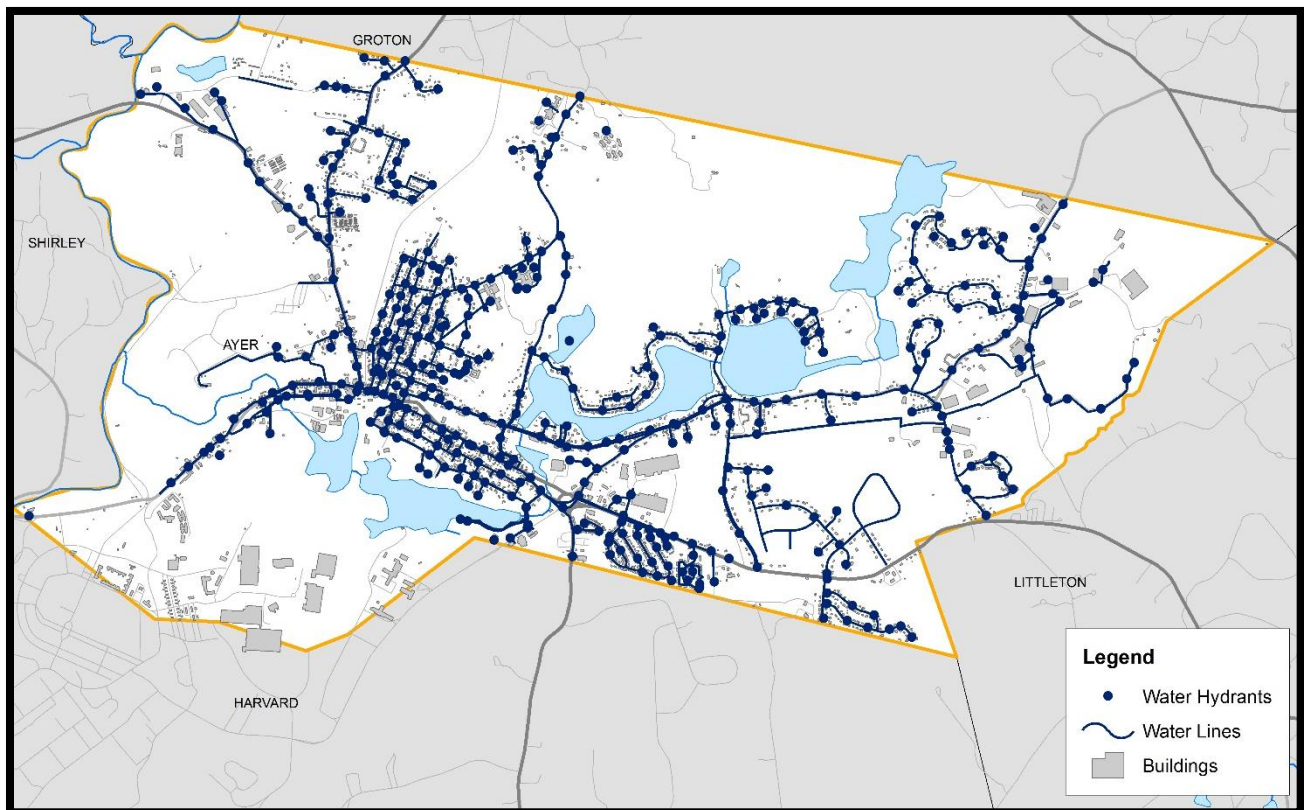 GROTON
SHIRLEY
AYER
LITTLETON
HARVARD
Legend
Water Hydrants
Water Lines
Buildings